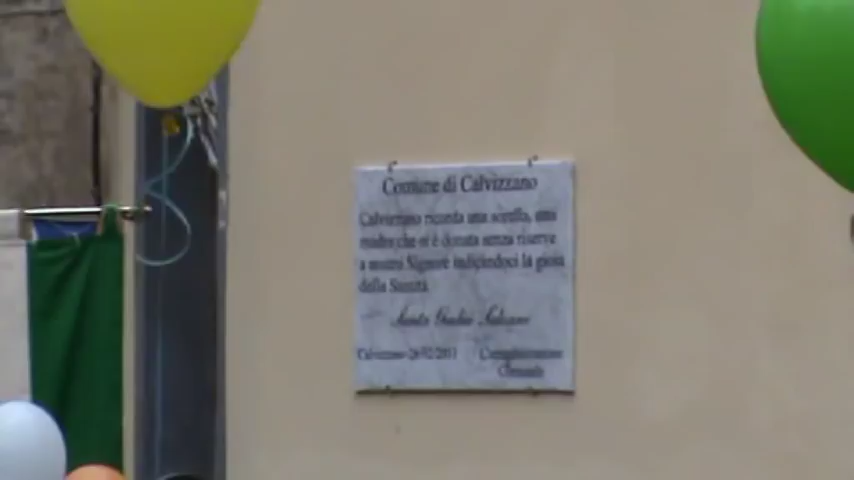 Comune di Calvizzano
Calvizzano ricorda una sorella, una
madre che si è donata senza riserve
a nostro Signore indicandoci la gioia
della Santità
Calvizzano 26/02/2011 L'amministrazione
Comunale